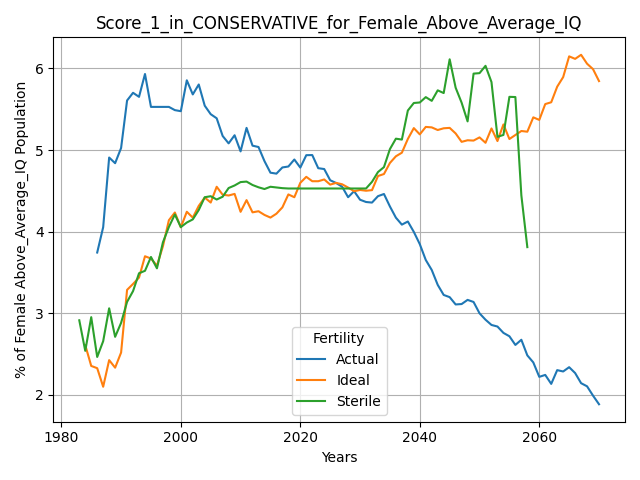 Score_1_in_CONSERVATIVE_for_Female_Above_Average_IQ
% of Female Above_Average_IQ Population
6
5
4
3
2
Fertility
Actual
Ideal
Sterile
1980 2000 2020 2040 2060
Years